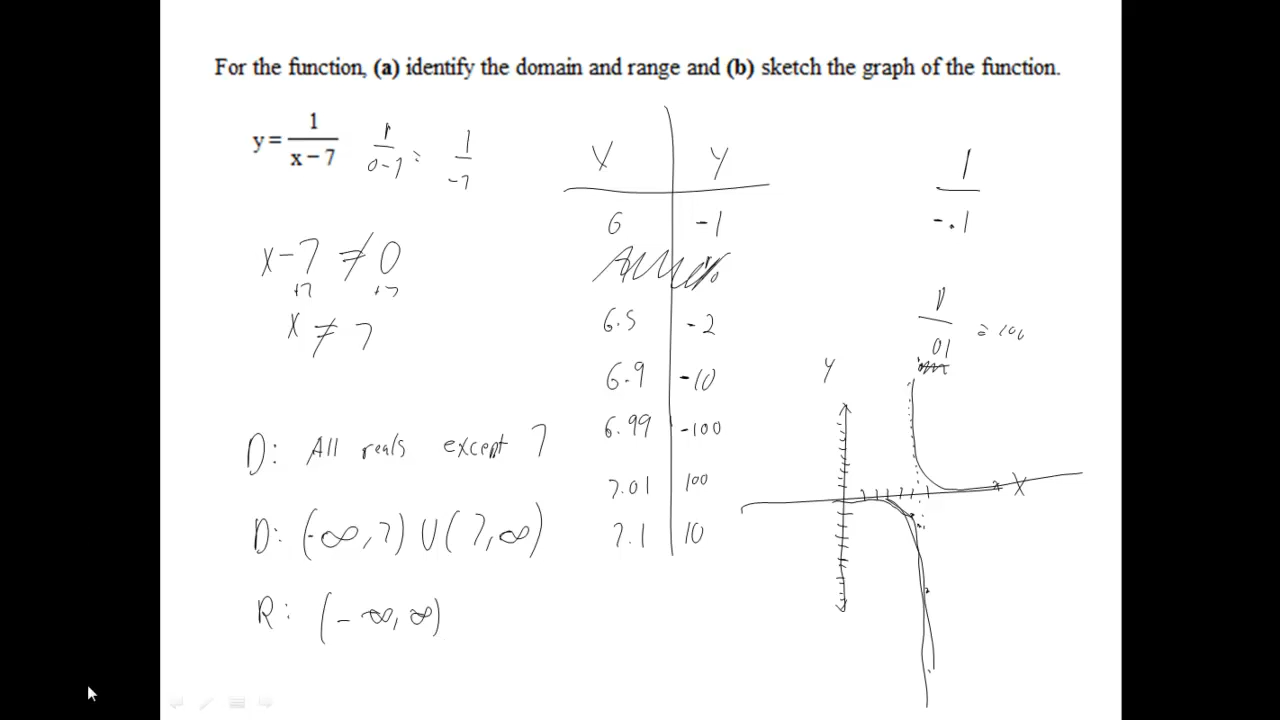 For the function, (a) identify the domain and range and (b) sketch the graph of the function.
y = 1/(x − 7)
1/(0-7) = 1/-7
x - 7 ≠ 0
+7 +7
x ≠ 7
D: All reals except 7
D: (-∞, 7) U (7, ∞)
R: (-∞, ∞)
X Y
6 -1
6.5 -2
6.9 -10
6.99 -100
7.01 100
7.1 10
1/-.1
1/.01 = 100
Y
X